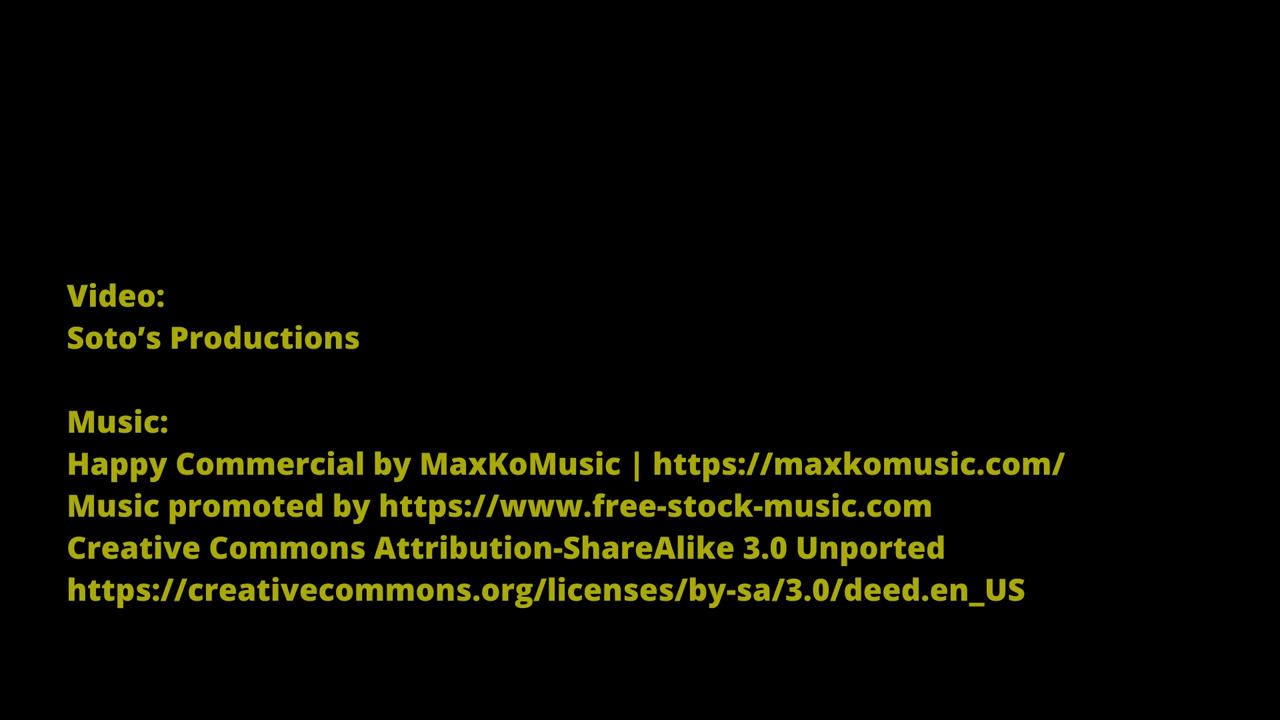 Video:
Soto’s Productions
Music:
Happy Commercial by MaxKoMusic | https://maxkomusic.com/
Music promoted by https://www.free-stock-music.com
Creative Commons Attribution-ShareAlike 3.0 Unported
https://creativecommons.org/licenses/by-sa/3.0/deed.en_US